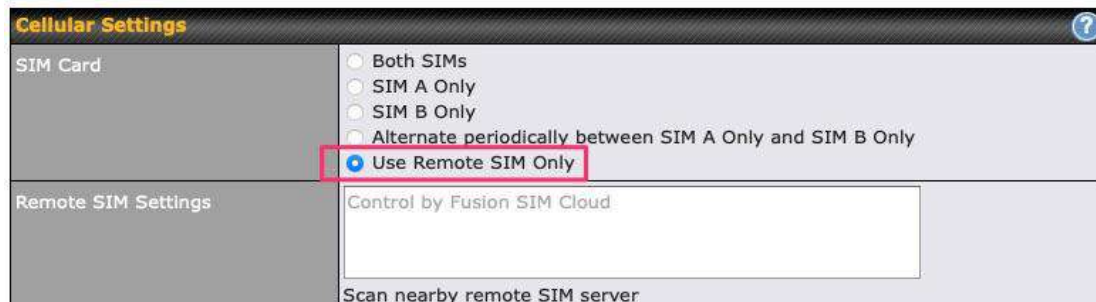 Cellular Settings
?
SIM Card
Both SIMs
SIM A Only
SIM B Only
Alternate periodically between SIM A Only and SIM B Only
Use Remote SIM Only
Remote SIM Settings
Control by Fusion SIM Cloud
Scan nearby remote SIM server